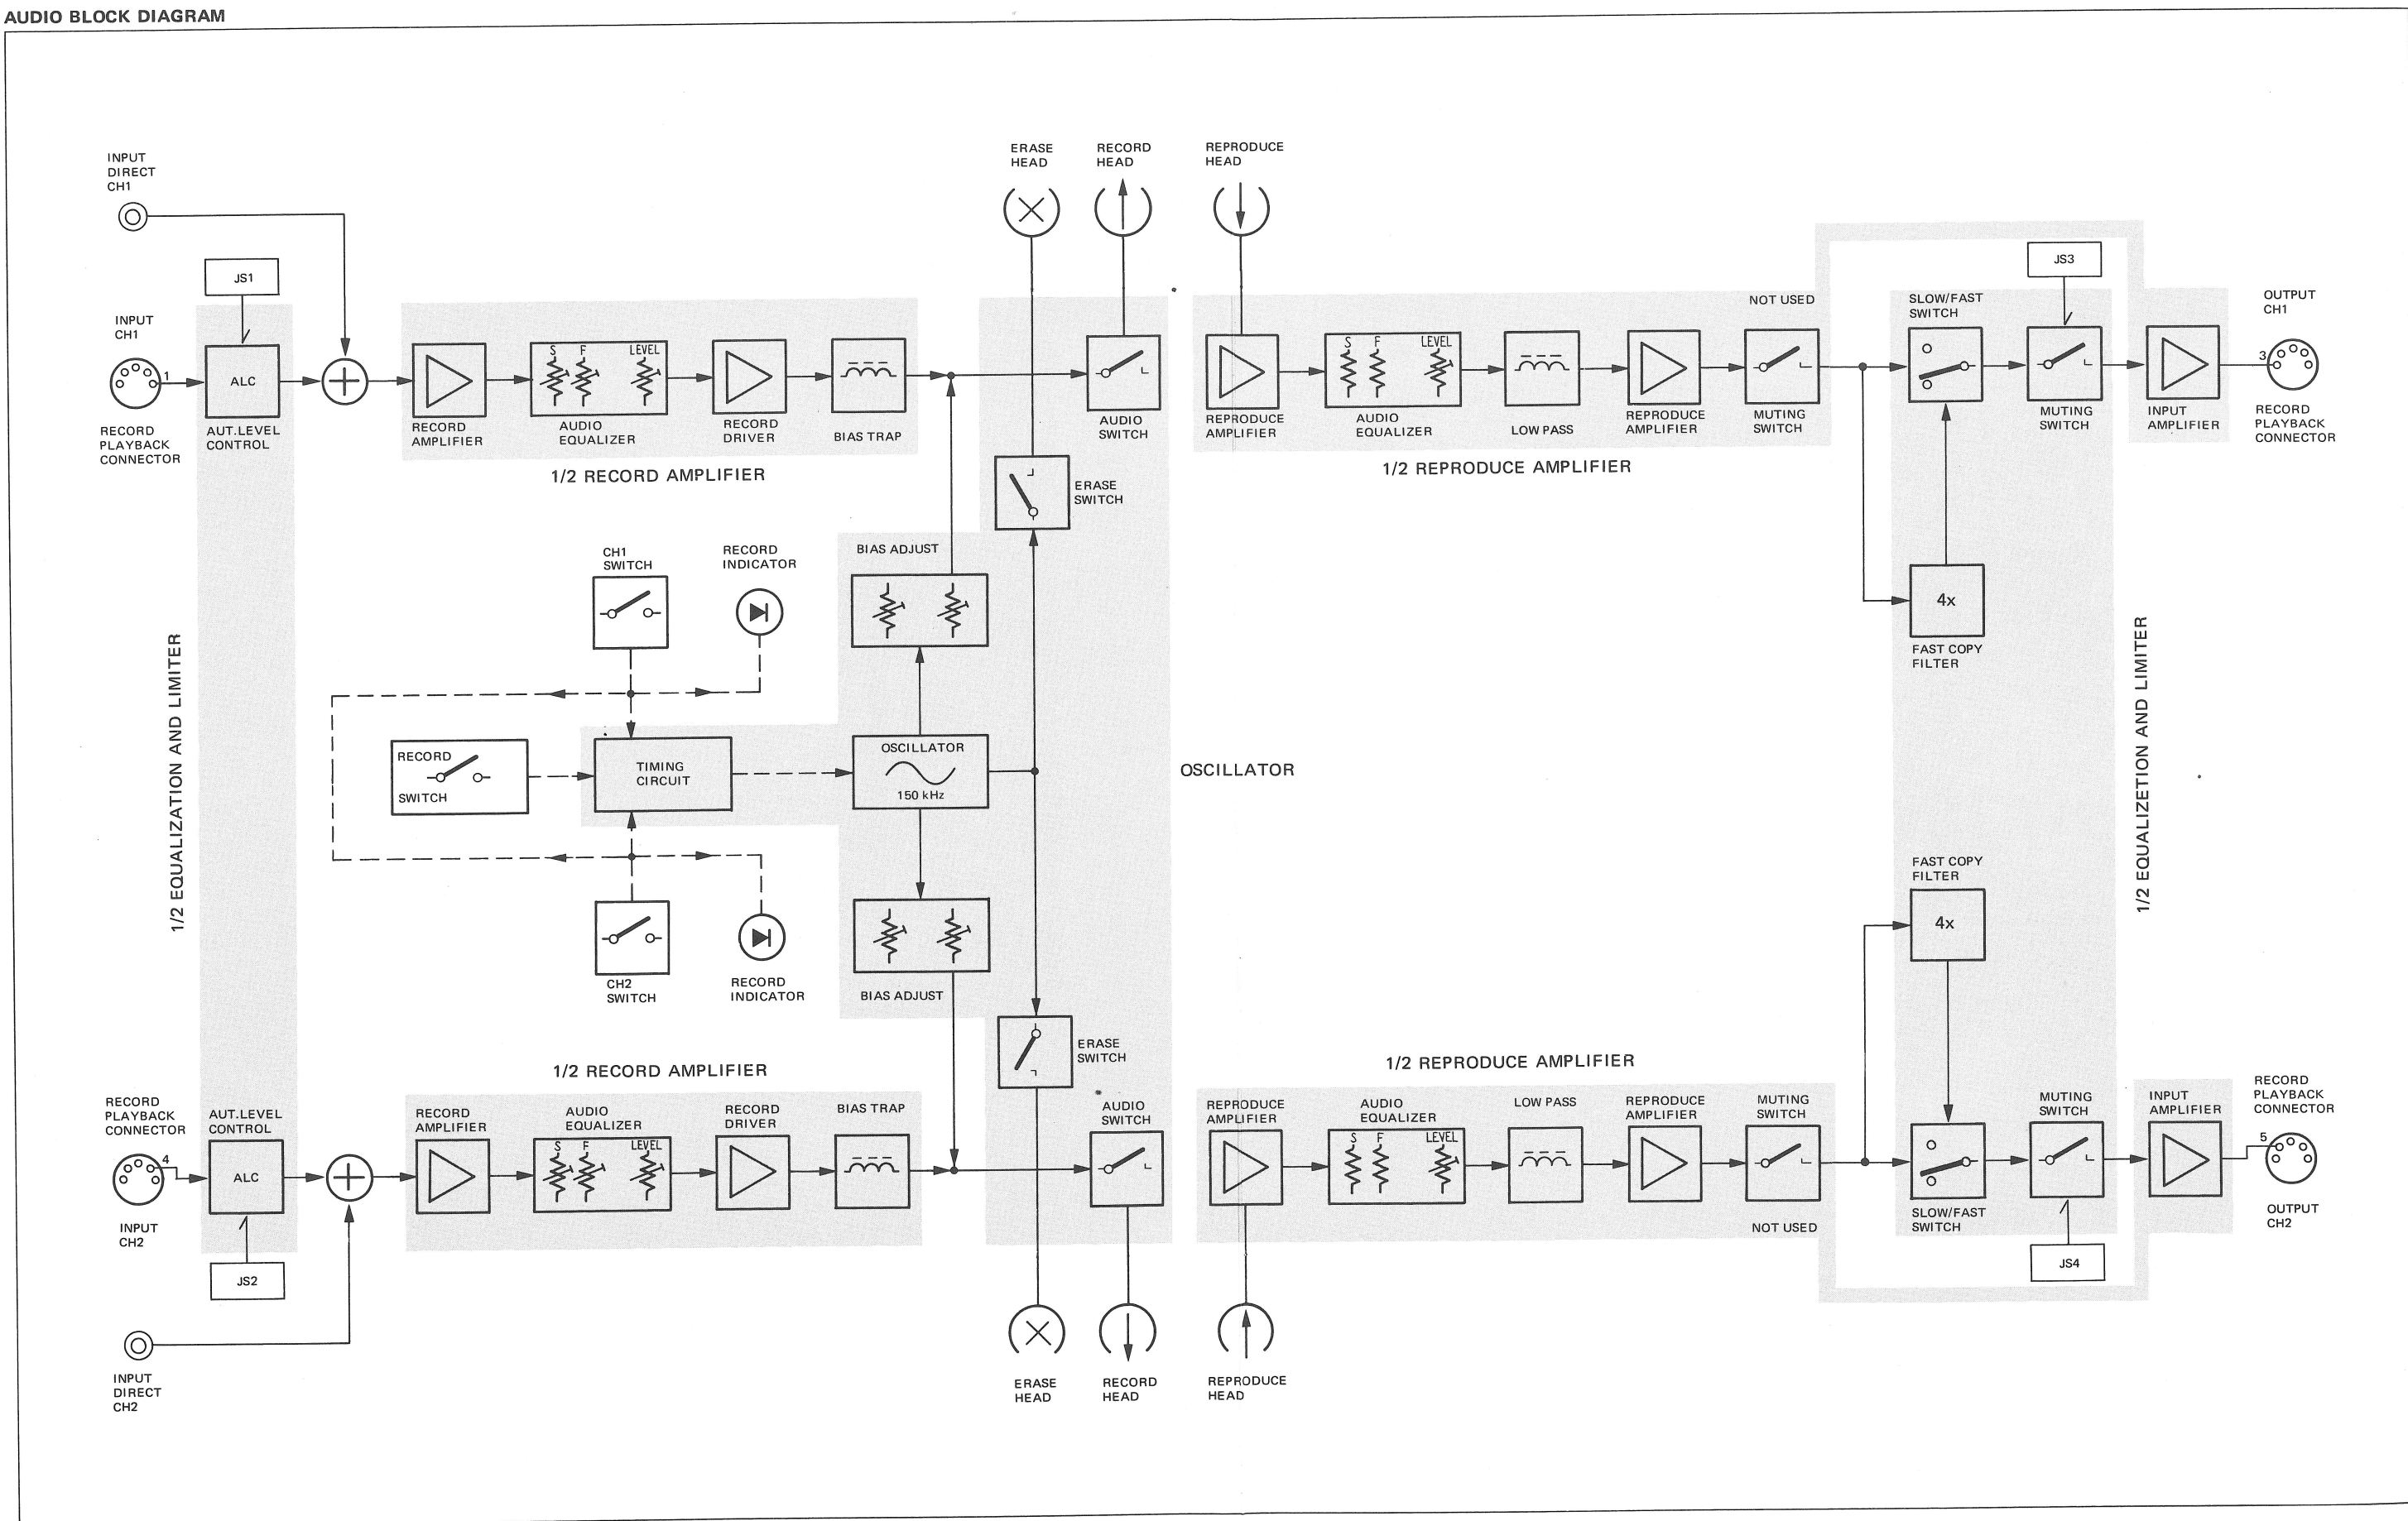 AUDIO BLOCK DIAGRAM
INPUT
DIRECT
CH1
ERASE
HEAD
RECORD
HEAD
REPRODUCE
HEAD
JS1
INPUT
CH1
1
RECORD
PLAYBACK
CONNECTOR
ALC
AUT.LEVEL
CONTROL
RECORD
AMPLIFIER
S F LEVEL
AUDIO
EQUALIZER
RECORD
DRIVER
BIAS TRAP
1/2 RECORD AMPLIFIER
AUDIO
SWITCH
ERASE
SWITCH
REPRODUCE
AMPLIFIER
S F LEVEL
AUDIO
EQUALIZER
LOW PASS
REPRODUCE
AMPLIFIER
NOT USED
MUTING
SWITCH
1/2 REPRODUCE AMPLIFIER
SLOW/FAST
SWITCH
JS3
MUTING
SWITCH
INPUT
AMPLIFIER
OUTPUT
CH1
3
RECORD
PLAYBACK
CONNECTOR
4x
FAST COPY
FILTER
CH1
SWITCH
RECORD
INDICATOR
BIAS ADJUST
1/2 EQUALIZATION AND LIMITER
RECORD
SWITCH
TIMING
CIRCUIT
OSCILLATOR
150 kHz
OSCILLATOR
1/2 EQUALIZETION AND LIMITER
CH2
SWITCH
RECORD
INDICATOR
BIAS ADJUST
FAST COPY
FILTER
4x
ERASE
SWITCH
1/2 RECORD AMPLIFIER
1/2 REPRODUCE AMPLIFIER
RECORD
PLAYBACK
CONNECTOR
4
INPUT
CH2
AUT.LEVEL
CONTROL
ALC
JS2
RECORD
AMPLIFIER
AUDIO
EQUALIZER
S F LEVEL
RECORD
DRIVER
BIAS TRAP
AUDIO
SWITCH
REPRODUCE
AMPLIFIER
AUDIO
EQUALIZER
S F LEVEL
LOW PASS
REPRODUCE
AMPLIFIER
MUTING
SWITCH
NOT USED
SLOW/FAST
SWITCH
MUTING
SWITCH
JS4
INPUT
AMPLIFIER
RECORD
PLAYBACK
CONNECTOR
5
OUTPUT
CH2
INPUT
DIRECT
CH2
ERASE
HEAD
RECORD
HEAD
REPRODUCE
HEAD